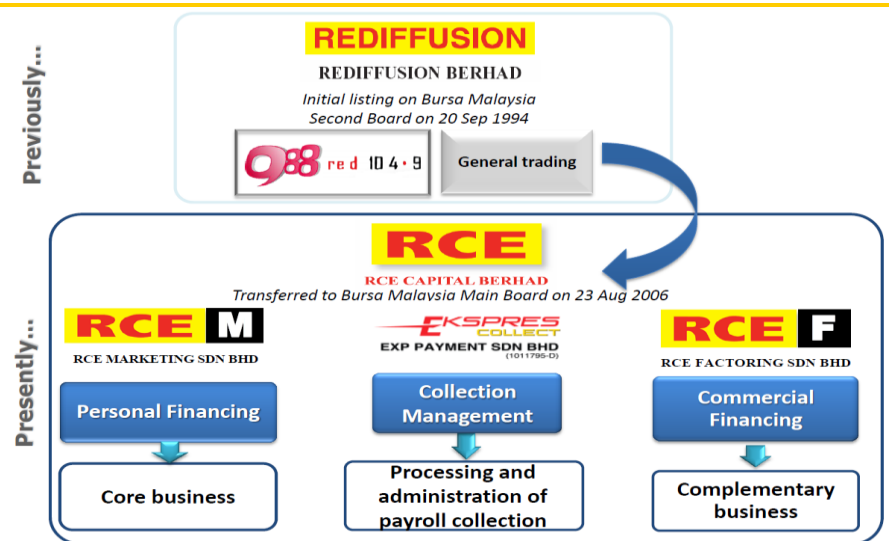 Previously...
REDIFFUSION
REDIFFUSION BERHAD
Initial listing on Bursa Malaysia
Second Board on 20 Sep 1994
988 red 104·9
General trading
Presently...
RCE
RCE CAPITAL BERHAD
Transferred to Bursa Malaysia Main Board on 23 Aug 2006
RCE M
RCE MARKETING SDN BHD
Personal Financing
Core business
EKSPRES
COLLECT
EXP PAYMENT SDN BHD
(1011795-D)
Collection
Management
Processing and
administration of
payroll collection
RCE F
RCE FACTORING SDN BHD
Commercial
Financing
Complementary
business